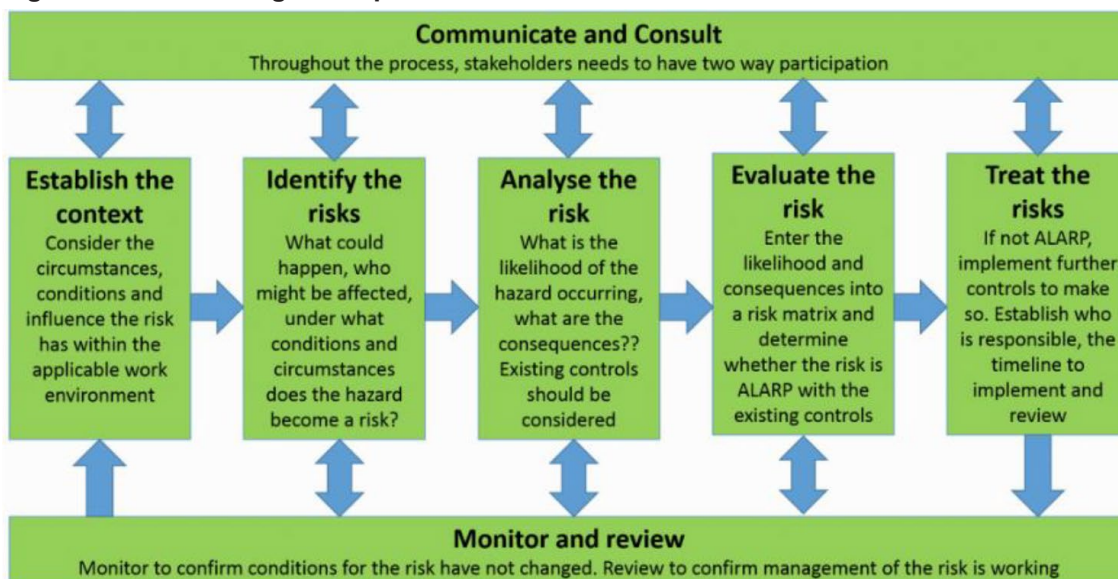 Communicate and Consult
Throughout the process, stakeholders needs to have two way participation
Establish the
context
Consider the
circumstances,
conditions and
influence the risk
has within the
applicable work
environment
Identify the
risks
What could
happen, who
might be affected,
under what
conditions and
circumstances
does the hazard
become a risk?
Analyse the
risk
What is the
likelihood of the
hazard occurring,
what are the
consequences??
Existing controls
should be
considered
Evaluate the
risk
Enter the
likelihood and
consequences into
a risk matrix and
determine
whether the risk is
ALARP with the
existing controls
Treat the
risks
If not ALARP,
implement further
controls to make
so. Establish who
is responsible, the
timeline to
implement and
review
Monitor and review
Monitor to confirm conditions for the risk have not changed. Review to confirm management of the risk is working